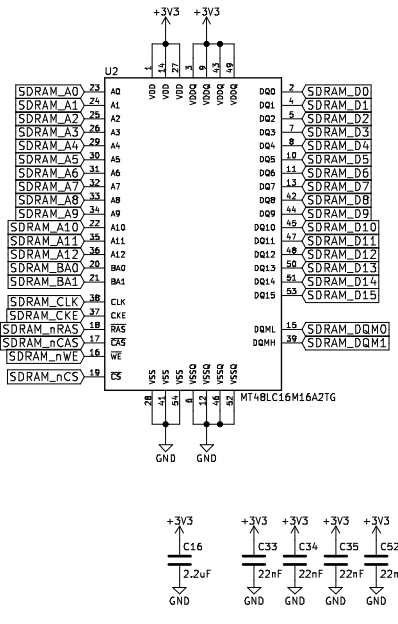 +3V3 +3V3
U2
1 14 27 3 9 43 49
VDD VDD VDD VDDQ VDDQ VDDQ VDDQ
SDRAM_A0 23 A0 DQ0 2 SDRAM_D0
SDRAM_A1 24 A1 DQ1 4 SDRAM_D1
SDRAM_A2 25 A2 DQ2 5 SDRAM_D2
SDRAM_A3 26 A3 DQ3 7 SDRAM_D3
SDRAM_A4 29 A4 DQ4 8 SDRAM_D4
SDRAM_A5 30 A5 DQ5 10 SDRAM_D5
SDRAM_A6 31 A6 DQ6 11 SDRAM_D6
SDRAM_A7 32 A7 DQ7 13 SDRAM_D7
SDRAM_A8 33 A8 DQ8 42 SDRAM_D8
SDRAM_A9 34 A9 DQ9 44 SDRAM_D9
SDRAM_A10 22 A10 DQ10 45 SDRAM_D10
SDRAM_A11 35 A11 DQ11 47 SDRAM_D11
SDRAM_A12 36 A12 DQ12 48 SDRAM_D12
SDRAM_BA0 20 BA0 DQ13 50 SDRAM_D13
SDRAM_BA1 21 BA1 DQ14 51 SDRAM_D14
DQ15 53 SDRAM_D15
SDRAM_CLK 38 CLK
SDRAM_CKE 37 CKE
SDRAM_nRAS 18 RAS DQML 15 SDRAM_DQM0
SDRAM_nCAS 17 CAS DQMH 39 SDRAM_DQM1
SDRAM_nWE 16 WE
SDRAM_nCS 19 CS
VSS VSS VSS VSSQ VSSQ VSSQ VSSQ
MT48LC16M16A2TG
28 41 54 6 12 46 52
GND GND
+3V3 +3V3 +3V3 +3V3 +3V3
C16 C33 C34 C35 C52
2.2uF 22nF 22nF 22nF 22n
GND GND GND GND GND